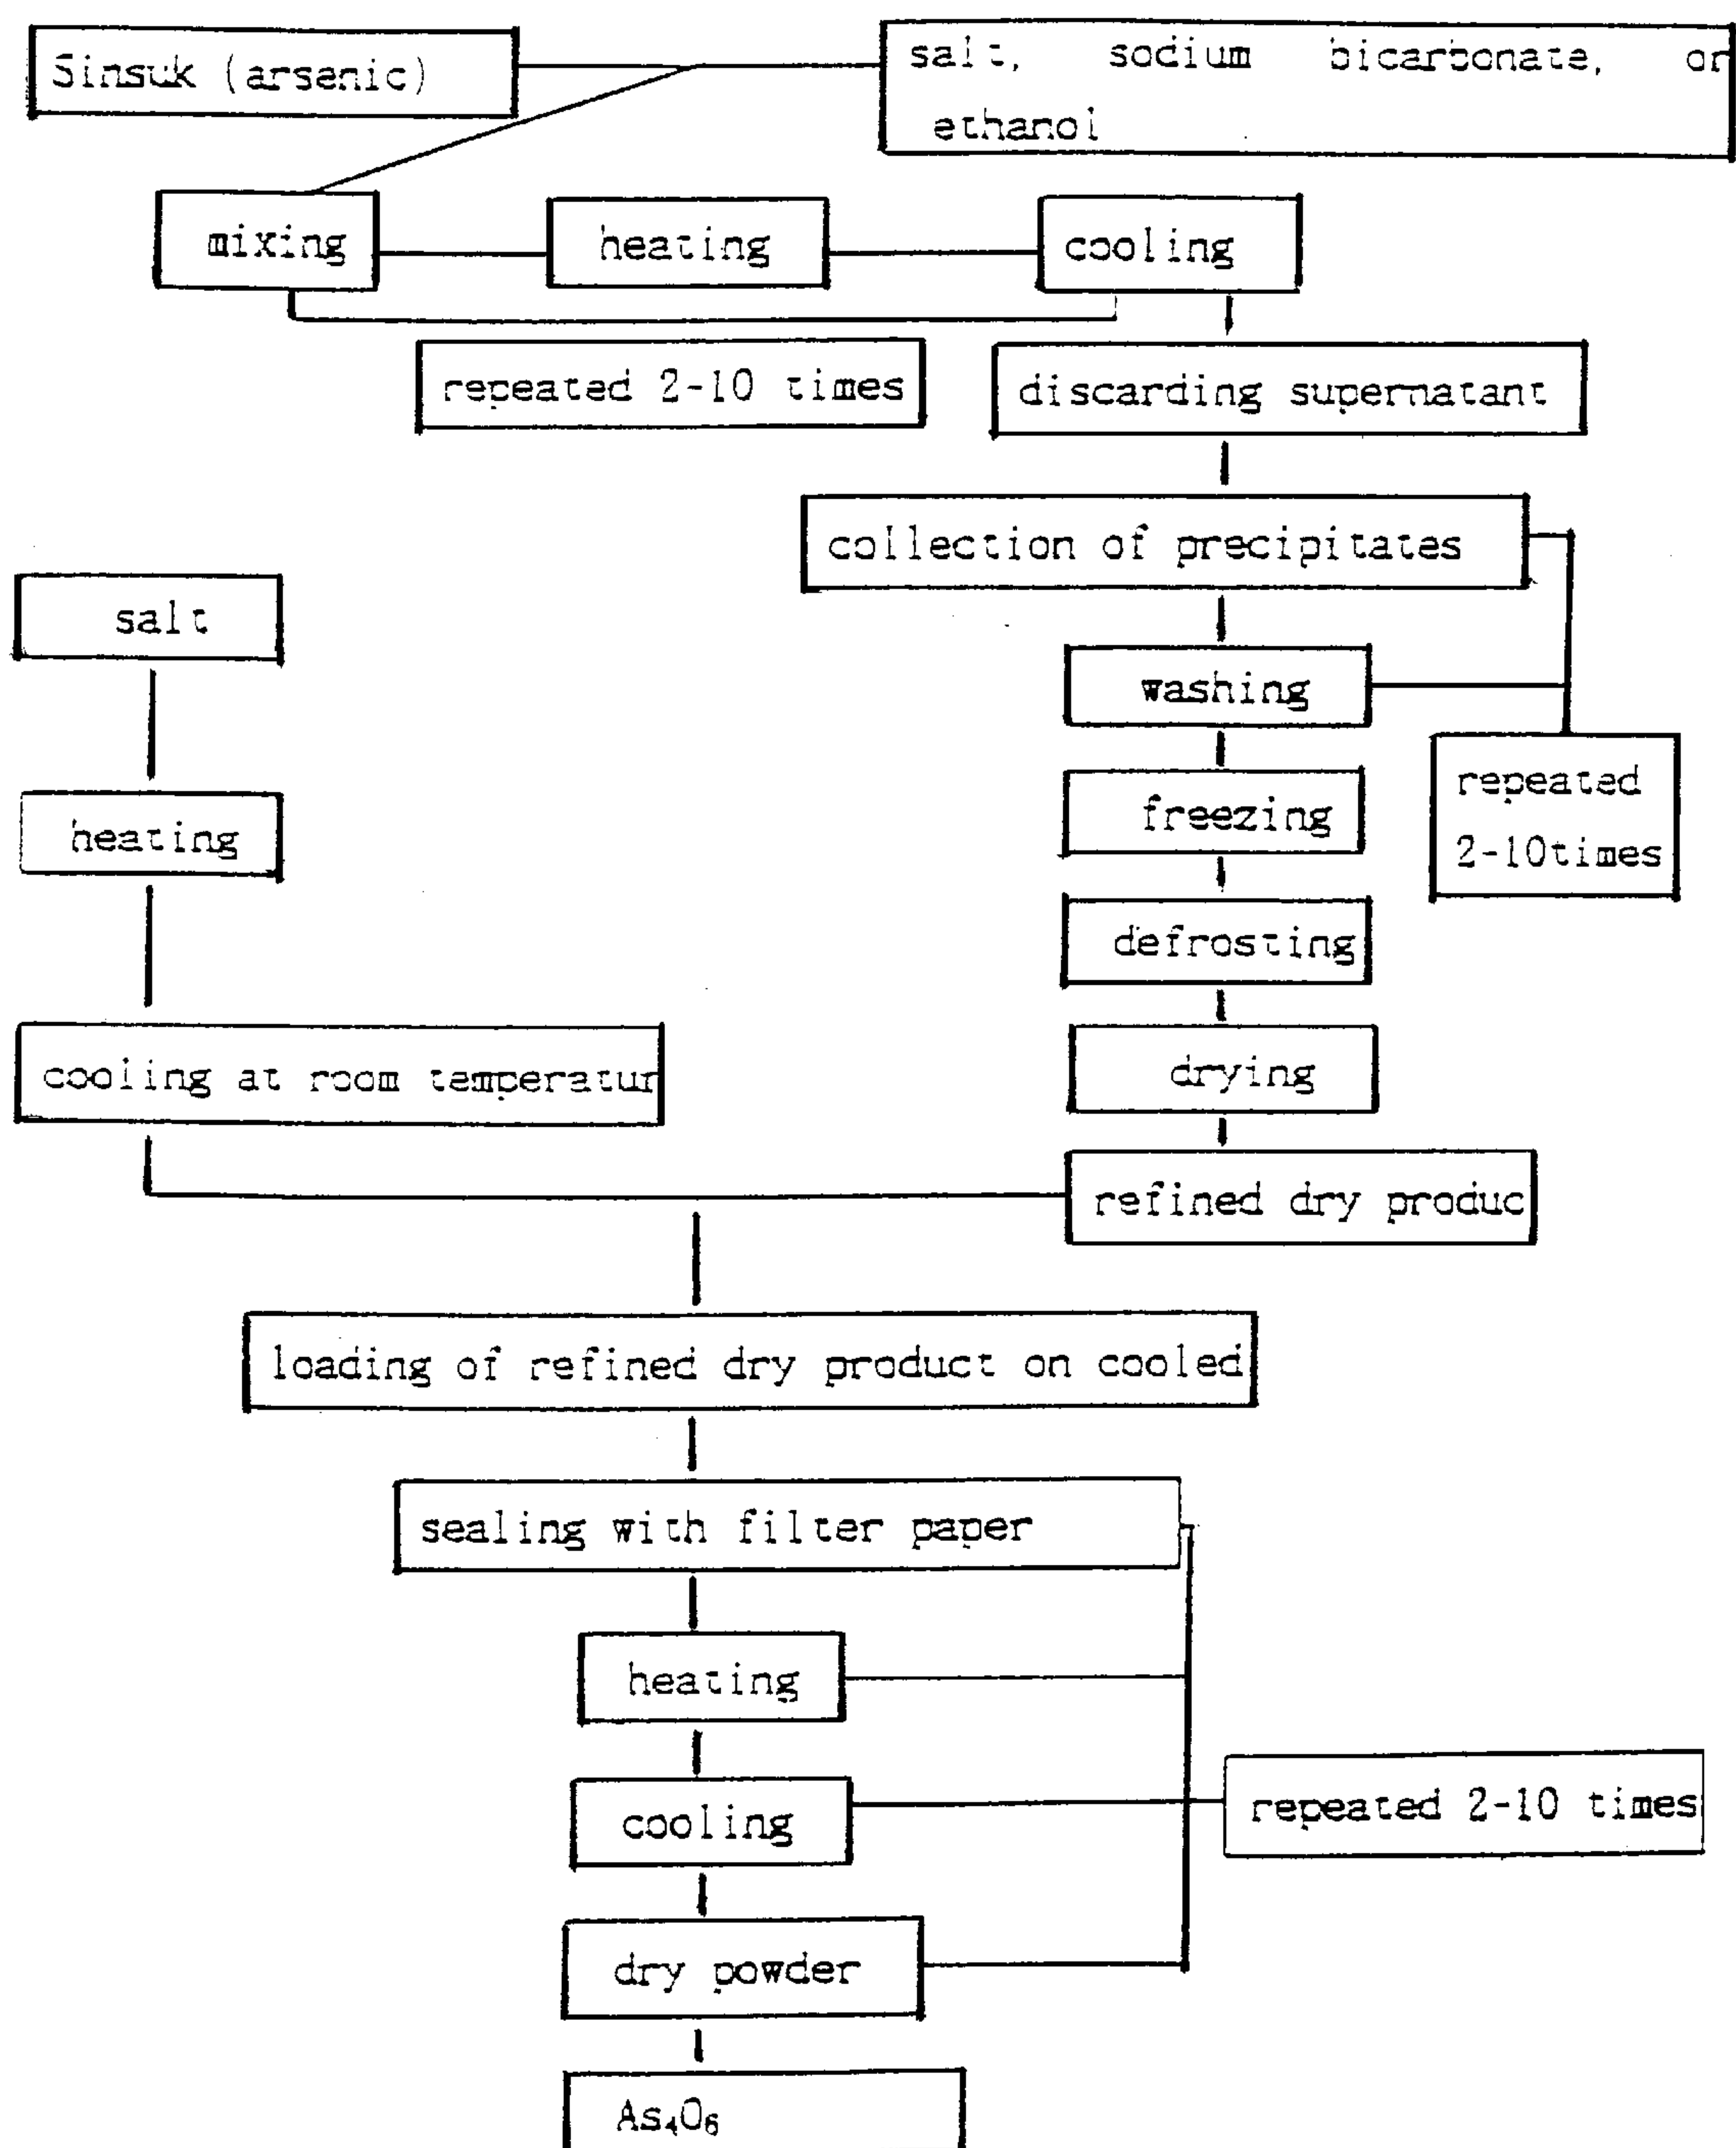 Sinsuk (arsenic)
salt, sodium bicarbonate, or
ethanol
mixing
heating
cooling
repeated 2-10 times
discarding supernatant
collection of precipitates
salt
washing
heating
freezing
repeated
2-10times
defrosting
cooling at room temperatur
drying
refined dry produc
loading of refined dry product on cooled
sealing with filter paper
heating
cooling
repeated 2-10 times
dry powder
As₄O₆